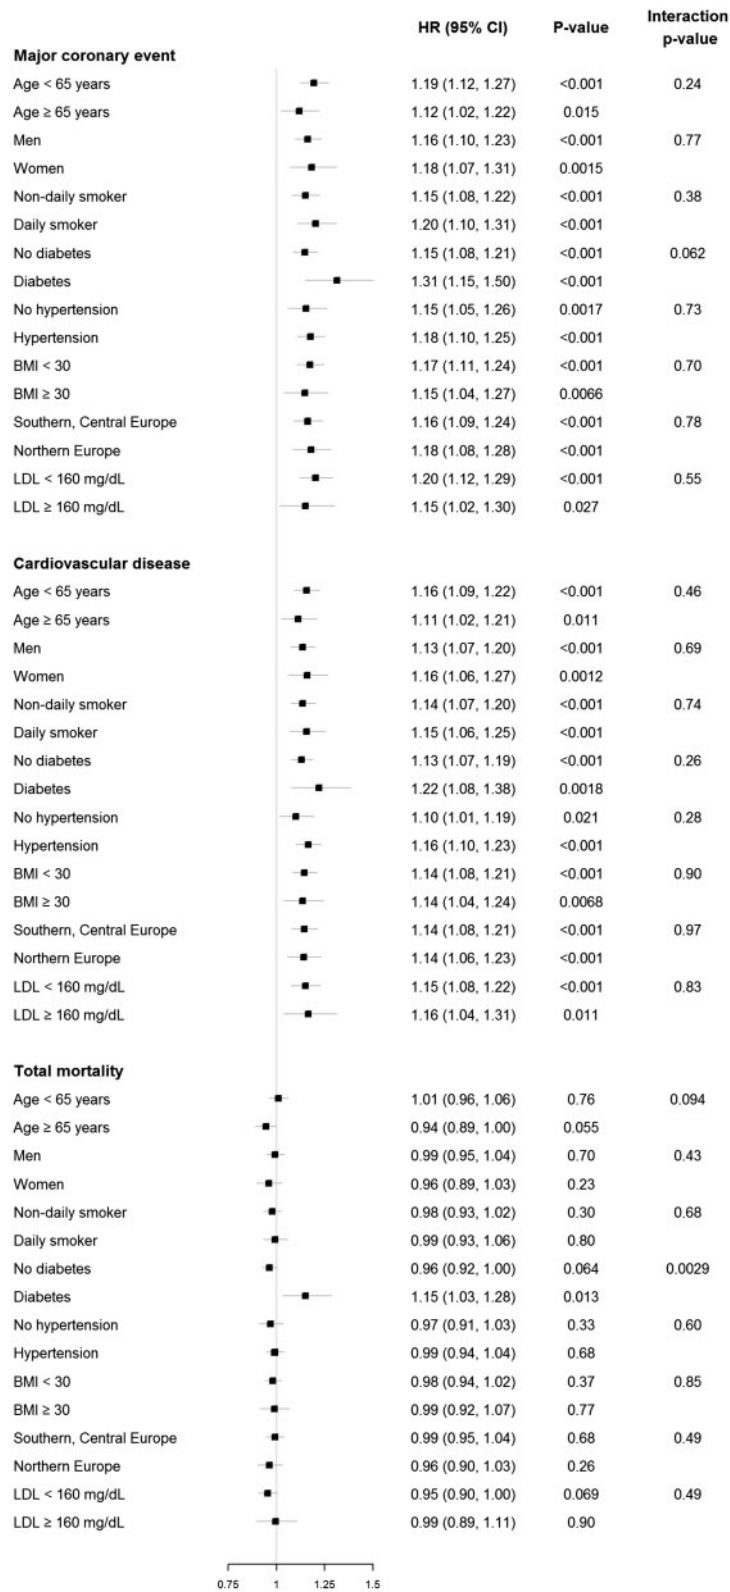 HR (95% CI) P-value Interaction p-value
Major coronary event
Age < 65 years 1.19 (1.12, 1.27) <0.001 0.24
Age ≥ 65 years 1.12 (1.02, 1.22) 0.015
Men 1.16 (1.10, 1.23) <0.001 0.77
Women 1.18 (1.07, 1.31) 0.0015
Non-daily smoker 1.15 (1.08, 1.22) <0.001 0.38
Daily smoker 1.20 (1.10, 1.31) <0.001
No diabetes 1.15 (1.08, 1.21) <0.001 0.062
Diabetes 1.31 (1.15, 1.50) <0.001
No hypertension 1.15 (1.05, 1.26) 0.0017 0.73
Hypertension 1.18 (1.10, 1.25) <0.001
BMI < 30 1.17 (1.11, 1.24) <0.001 0.70
BMI ≥ 30 1.15 (1.04, 1.27) 0.0066
Southern, Central Europe 1.16 (1.09, 1.24) <0.001 0.78
Northern Europe 1.18 (1.08, 1.28) <0.001
LDL < 160 mg/dL 1.20 (1.12, 1.29) <0.001 0.55
LDL ≥ 160 mg/dL 1.15 (1.02, 1.30) 0.027
Cardiovascular disease
Age < 65 years 1.16 (1.09, 1.22) <0.001 0.46
Age ≥ 65 years 1.11 (1.02, 1.21) 0.011
Men 1.13 (1.07, 1.20) <0.001 0.69
Women 1.16 (1.06, 1.27) 0.0012
Non-daily smoker 1.14 (1.07, 1.20) <0.001 0.74
Daily smoker 1.15 (1.06, 1.25) <0.001
No diabetes 1.13 (1.07, 1.19) <0.001 0.26
Diabetes 1.22 (1.08, 1.38) 0.0018
No hypertension 1.10 (1.01, 1.19) 0.021 0.28
Hypertension 1.16 (1.10, 1.23) <0.001
BMI < 30 1.14 (1.08, 1.21) <0.001 0.90
BMI ≥ 30 1.14 (1.04, 1.24) 0.0068
Southern, Central Europe 1.14 (1.08, 1.21) <0.001 0.97
Northern Europe 1.14 (1.06, 1.23) <0.001
LDL < 160 mg/dL 1.15 (1.08, 1.22) <0.001 0.83
LDL ≥ 160 mg/dL 1.16 (1.04, 1.31) 0.011
Total mortality
Age < 65 years 1.01 (0.96, 1.06) 0.76 0.094
Age ≥ 65 years 0.94 (0.89, 1.00) 0.055
Men 0.99 (0.95, 1.04) 0.70 0.43
Women 0.96 (0.89, 1.03) 0.23
Non-daily smoker 0.98 (0.93, 1.02) 0.30 0.68
Daily smoker 0.99 (0.93, 1.06) 0.80
No diabetes 0.96 (0.92, 1.00) 0.064 0.0029
Diabetes 1.15 (1.03, 1.28) 0.013
No hypertension 0.97 (0.91, 1.03) 0.33 0.60
Hypertension 0.99 (0.94, 1.04) 0.68
BMI < 30 0.98 (0.94, 1.02) 0.37 0.85
BMI ≥ 30 0.99 (0.92, 1.07) 0.77
Southern, Central Europe 0.99 (0.95, 1.04) 0.68 0.49
Northern Europe 0.96 (0.90, 1.03) 0.26
LDL < 160 mg/dL 0.95 (0.90, 1.00) 0.069 0.49
LDL ≥ 160 mg/dL 0.99 (0.89, 1.11) 0.90
0.75 1 1.25 1.5